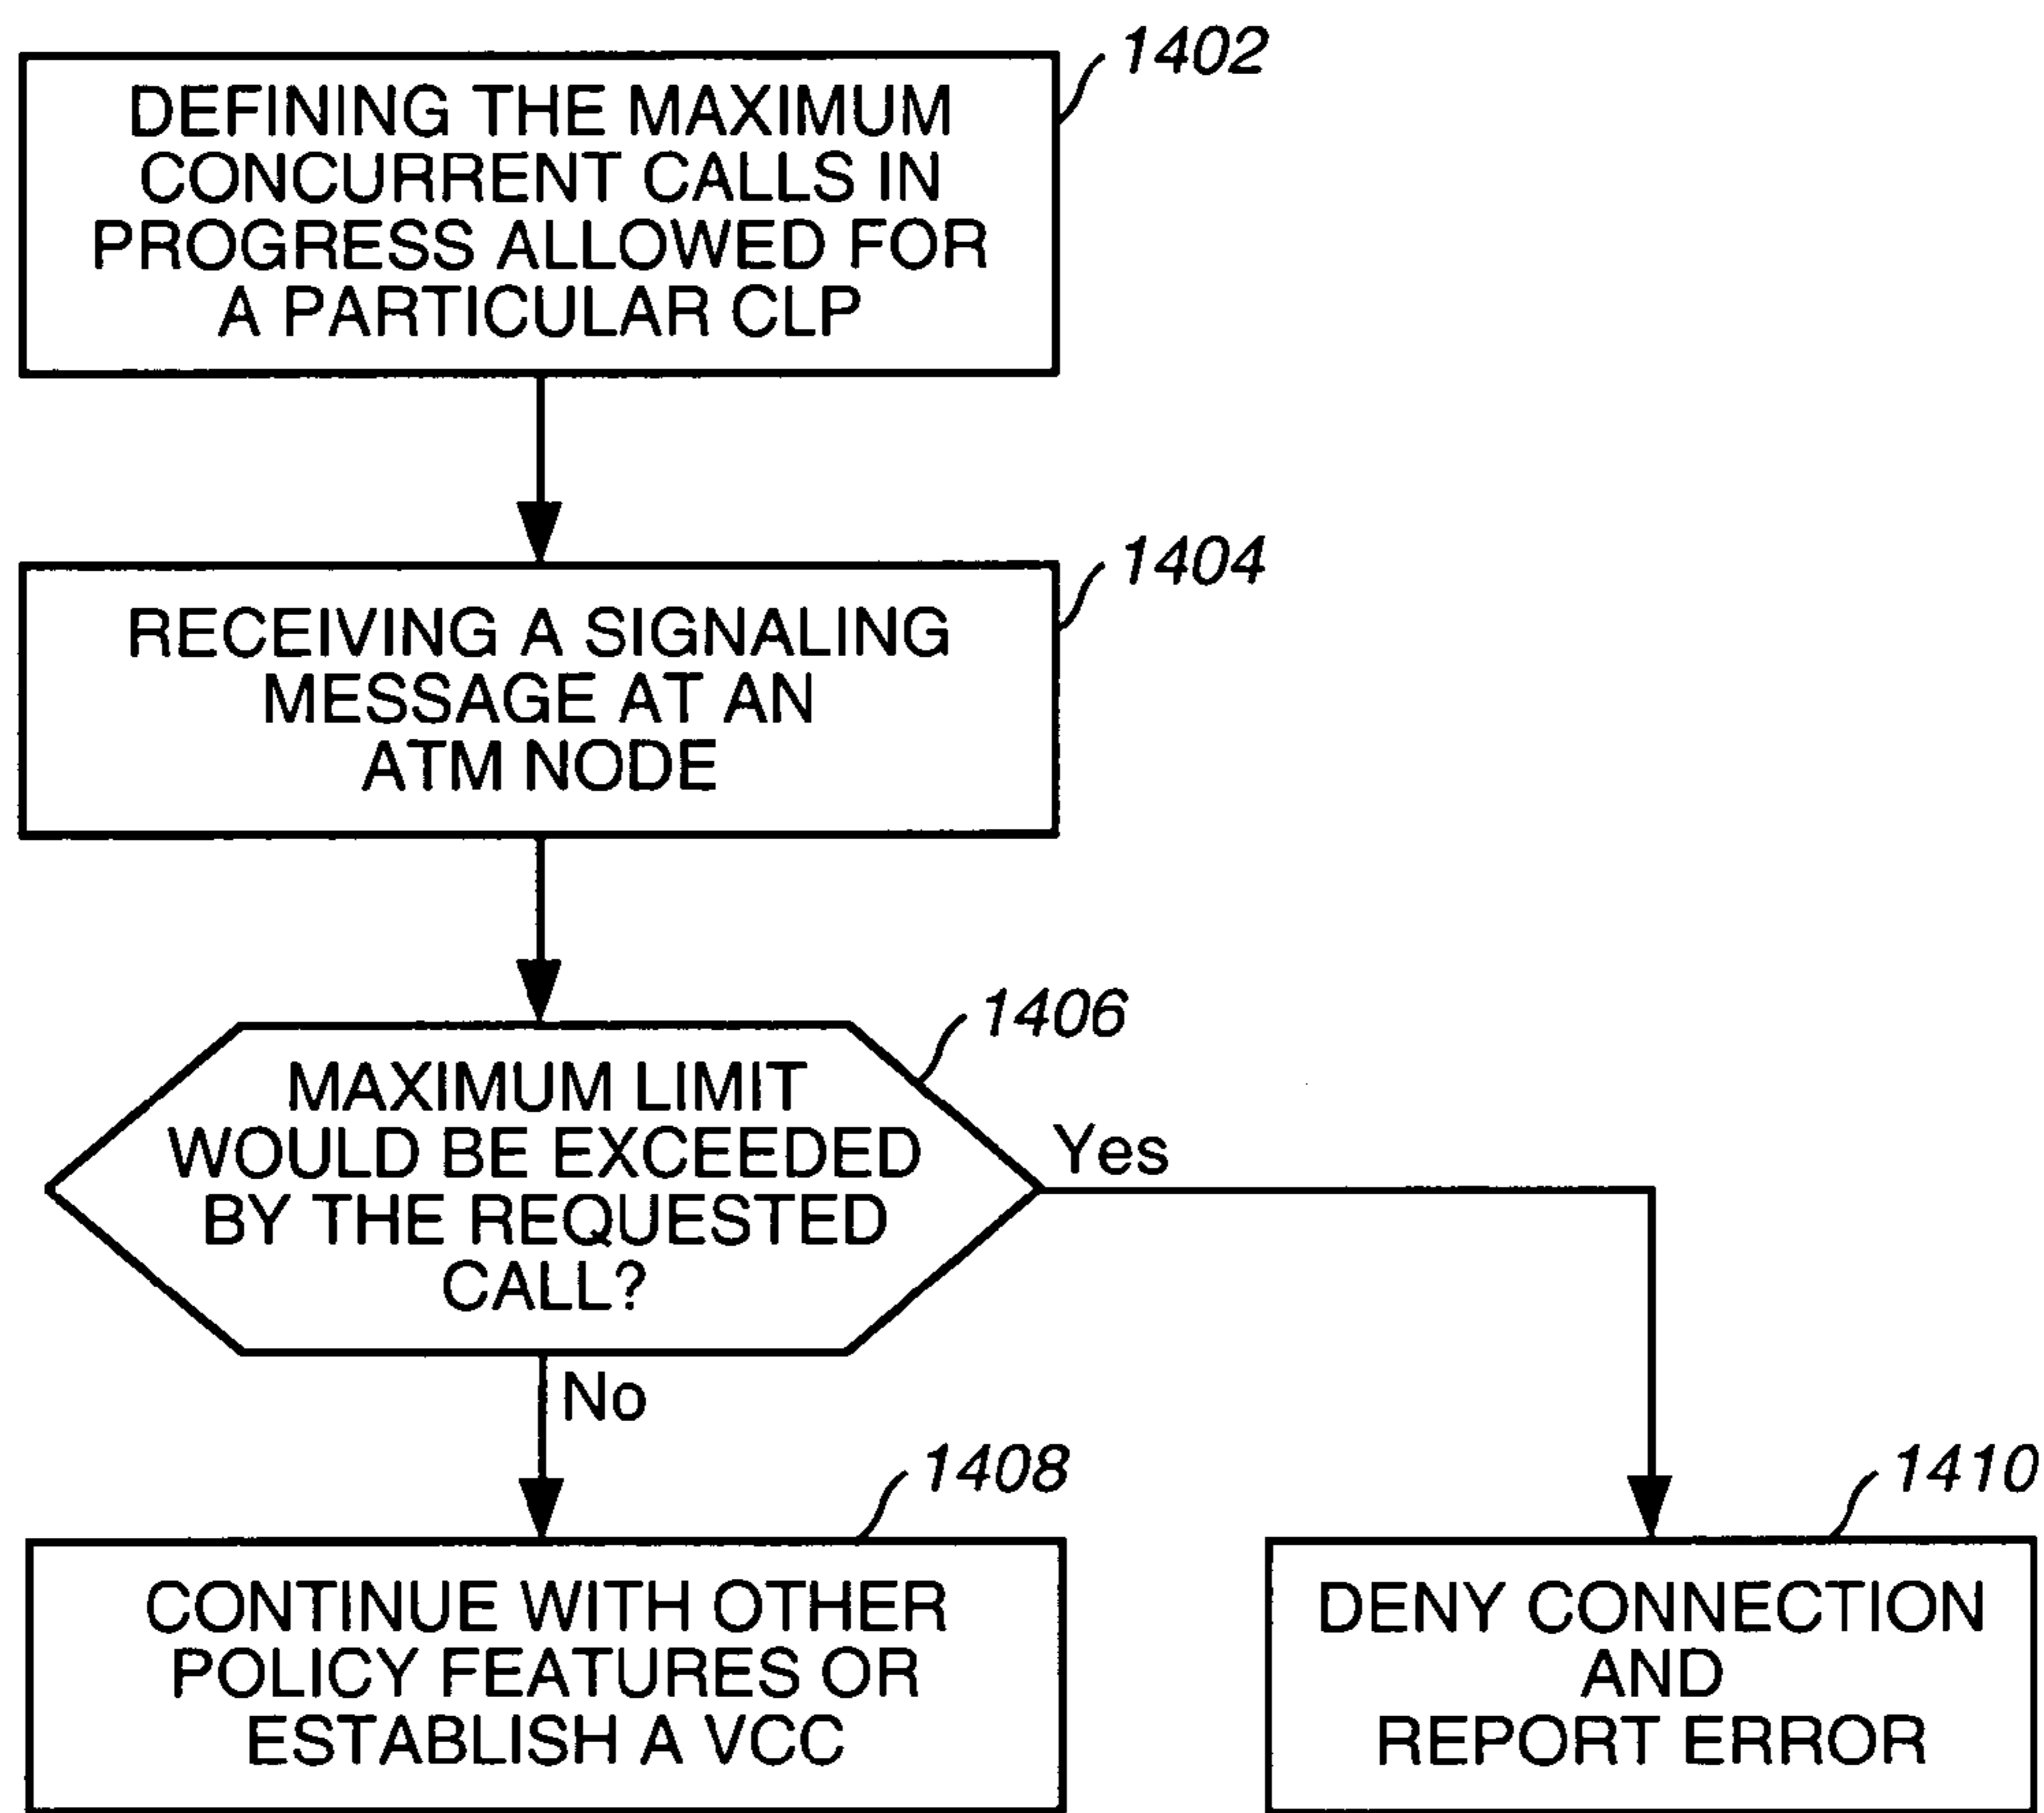 1402
DEFINING THE MAXIMUM
CONCURRENT CALLS IN
PROGRESS ALLOWED FOR
A PARTICULAR CLP
1404
RECEIVING A SIGNALING
MESSAGE AT AN
ATM NODE
1406
MAXIMUM LIMIT
WOULD BE EXCEEDED
BY THE REQUESTED
CALL?
Yes
No
1408
CONTINUE WITH OTHER
POLICY FEATURES OR
ESTABLISH A VCC
1410
DENY CONNECTION
AND
REPORT ERROR